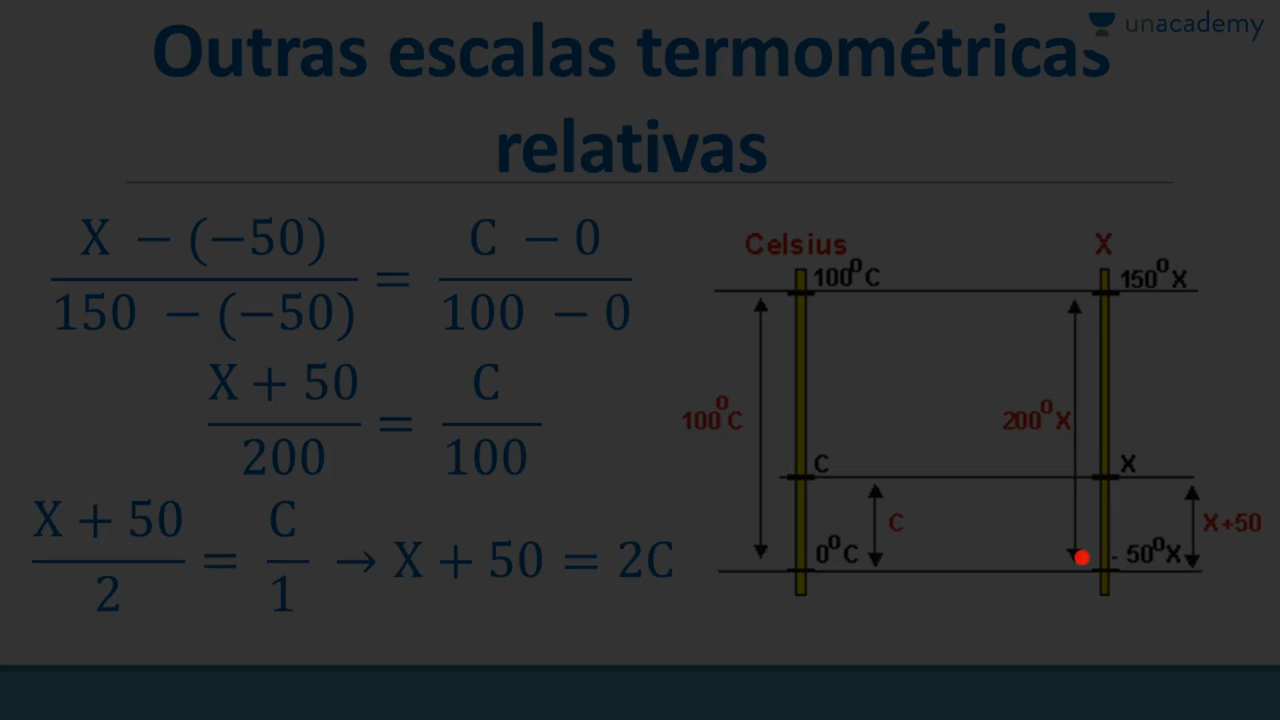 unacademy
Outras escalas termométricas
relativas
X − (−50) / 150 − (−50) = C − 0 / 100 − 0
X + 50 / 200 = C / 100
X + 50 / 2 = C / 1 → X + 50 = 2C
Celsius X
100⁰C 150⁰X
100⁰C 200⁰X
C X
C X+50
0⁰C - 50⁰X